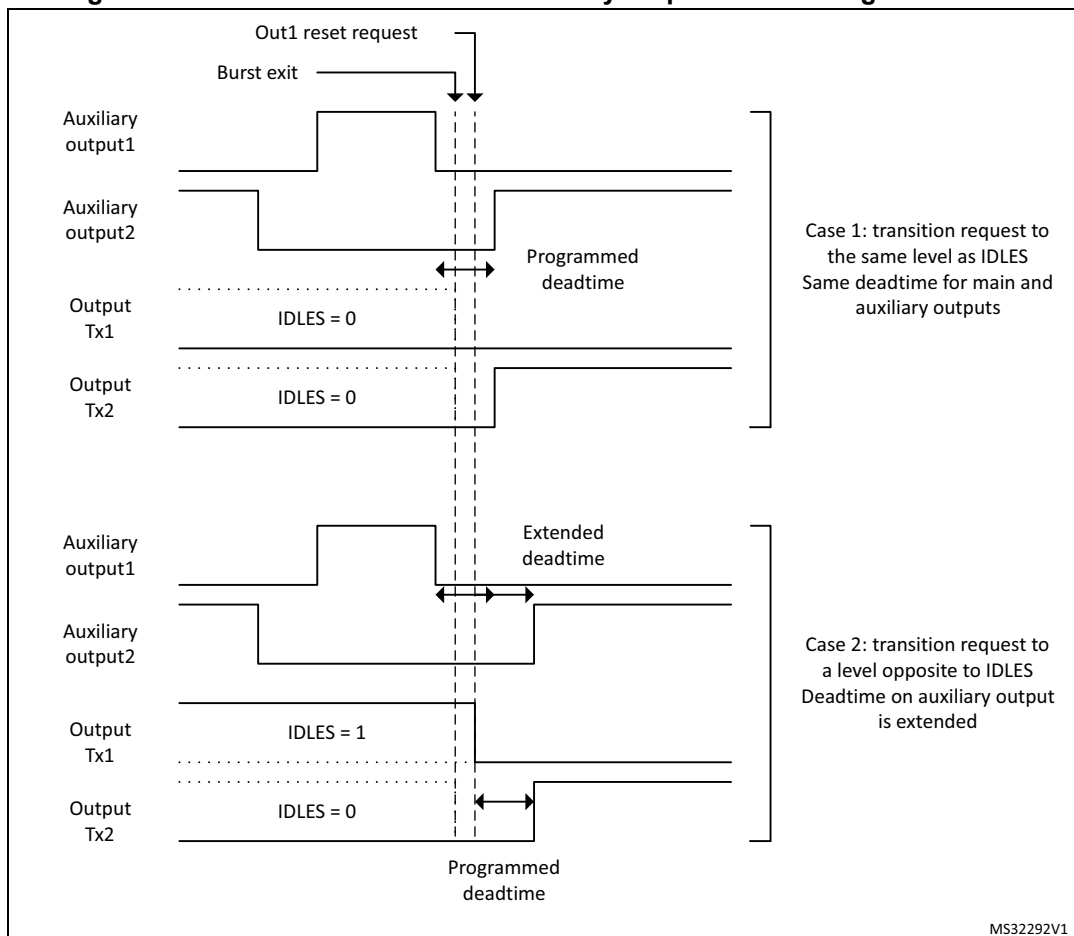 Out1 reset request
Burst exit
Auxiliary
output1
Auxiliary
output2
Programmed
deadtime
Output
Tx1
IDLES = 0
Output
Tx2
IDLES = 0
Case 1: transition request to
the same level as IDLES
Same deadtime for main and
auxiliary outputs
Auxiliary
output1
Extended
deadtime
Auxiliary
output2
Output
Tx1
IDLES = 1
Output
Tx2
IDLES = 0
Programmed
deadtime
Case 2: transition request to
a level opposite to IDLES
Deadtime on auxiliary output
is extended
MS32292V1